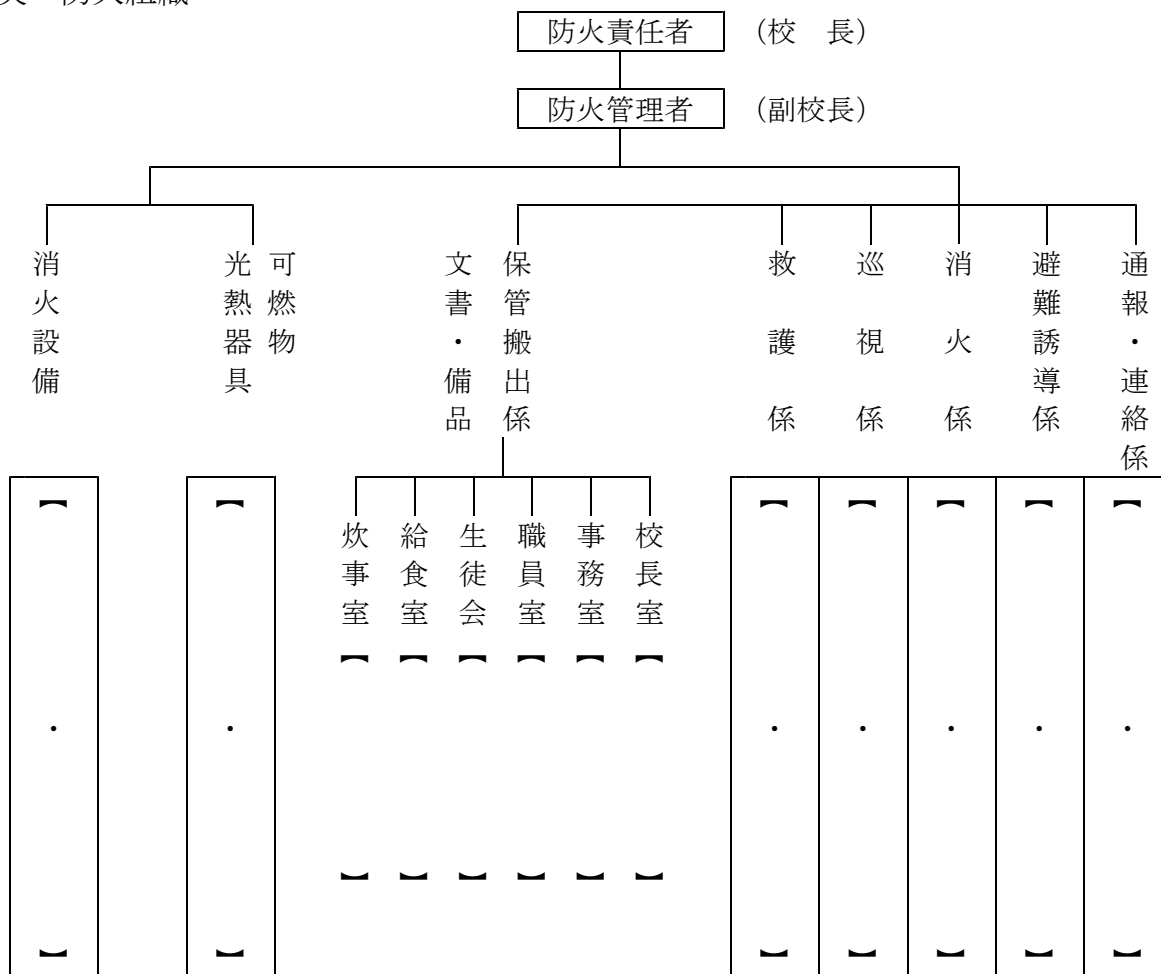 防火責任者 (校 長)
防火管理者 (副校長)
通報・連絡係
避難誘導係
消火係
巡視係
救護係
保管搬出係
文書・備品
可燃物
光熱器具
消火設備
校長室
事務室
職員室
生徒会
給食室
炊事室
【 ・ 】
【 ・ 】
【 ・ 】
【 ・ 】
【 ・ 】
【 】
【 】
【 】
【 】
【 】
【 】
【 ・ 】
【 ・ 】